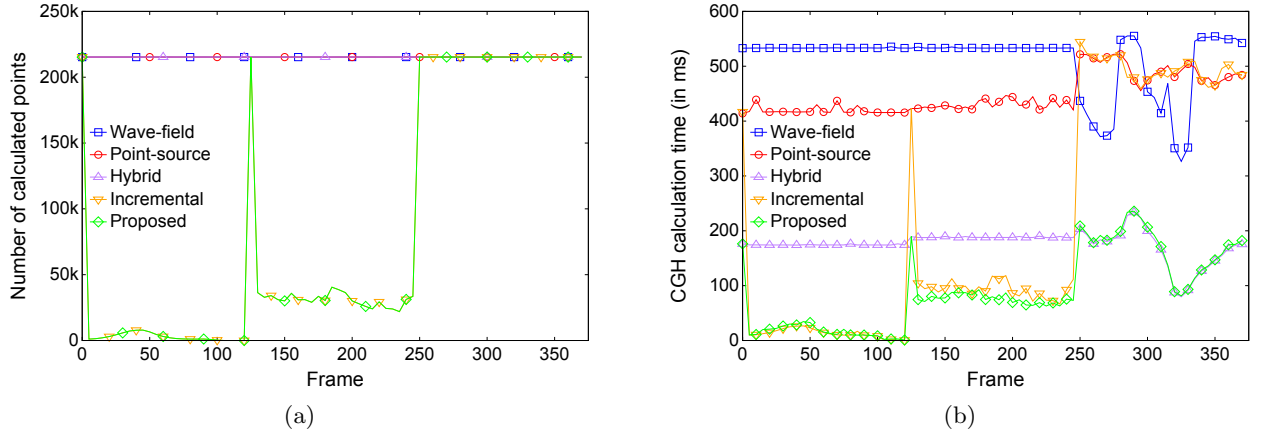 250k
200k
150k
100k
50k
0
Number of calculated points
Wave-field
Point-source
Hybrid
Incremental
Proposed
0 50 100 150 200 250 300 350
Frame
(a)
600
500
400
300
200
100
0
CGH calculation time (in ms)
Wave-field
Point-source
Hybrid
Incremental
Proposed
0 50 100 150 200 250 300 350
Frame
(b)